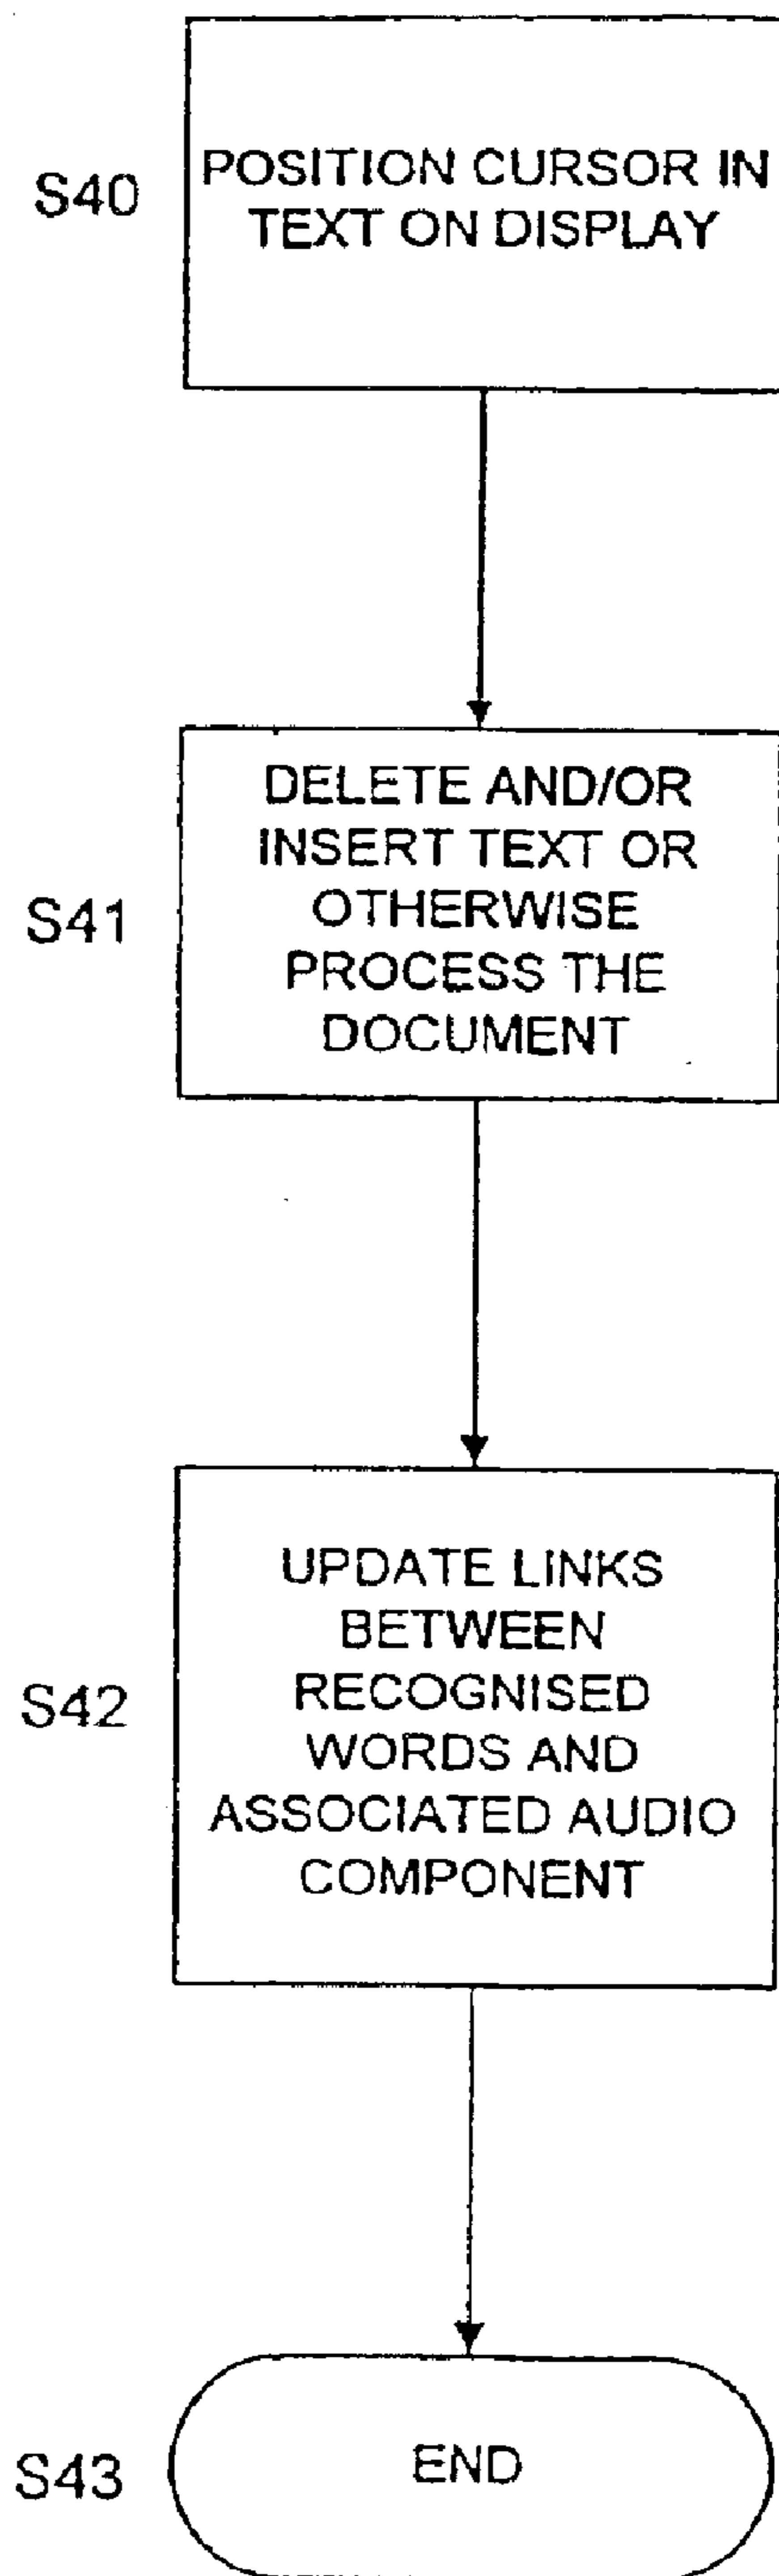 S40
POSITION CURSOR IN
TEXT ON DISPLAY
S41
DELETE AND/OR
INSERT TEXT OR
OTHERWISE
PROCESS THE
DOCUMENT
S42
UPDATE LINKS
BETWEEN
RECOGNISED
WORDS AND
ASSOCIATED AUDIO
COMPONENT
S43
END